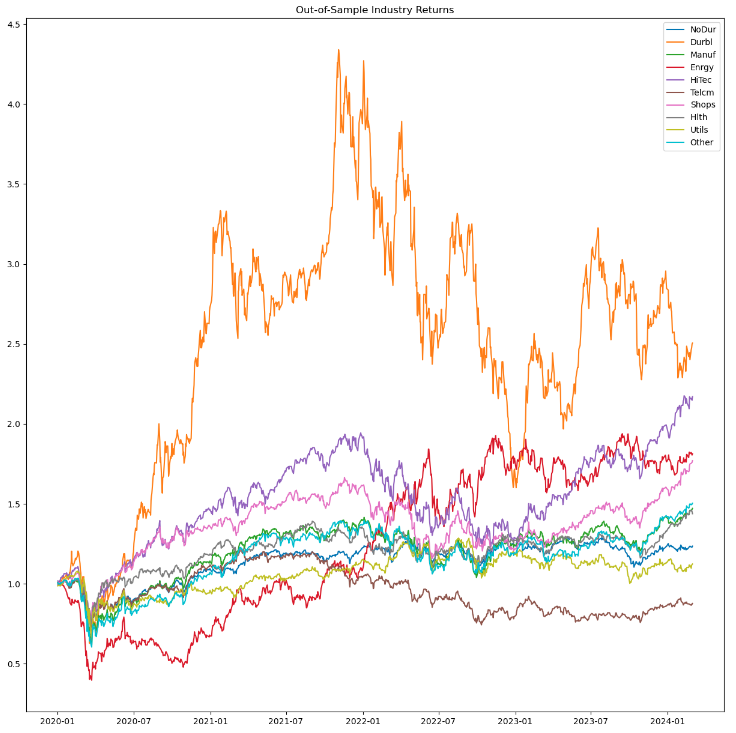 Out-of-Sample Industry Returns
4.5
4.0
3.5
3.0
2.5
2.0
1.5
1.0
0.5
NoDur
Durbl
Manuf
Enrgy
HiTec
Telcm
Shops
Hlth
Utils
Other
2020-01 2020-07 2021-01 2021-07 2022-01 2022-07 2023-01 2023-07 2024-01